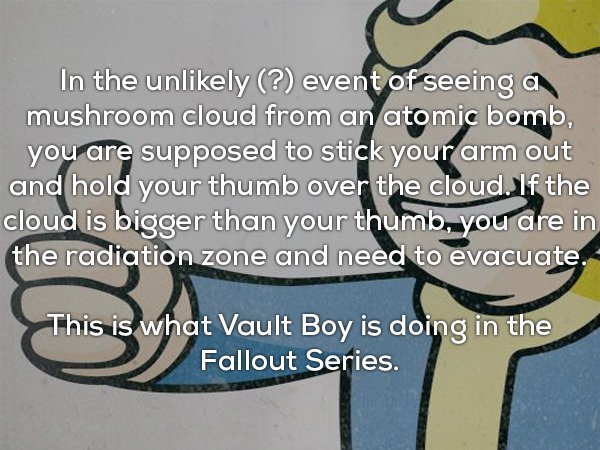 In the unlikely (?) event of seeing a
mushroom cloud from an atomic bomb,
you are supposed to stick your arm out
and hold your thumb over the cloud. If the
cloud is bigger than your thumb, you are in
the radiation zone and need to evacuate.
This is what Vault Boy is doing in the
Fallout Series.